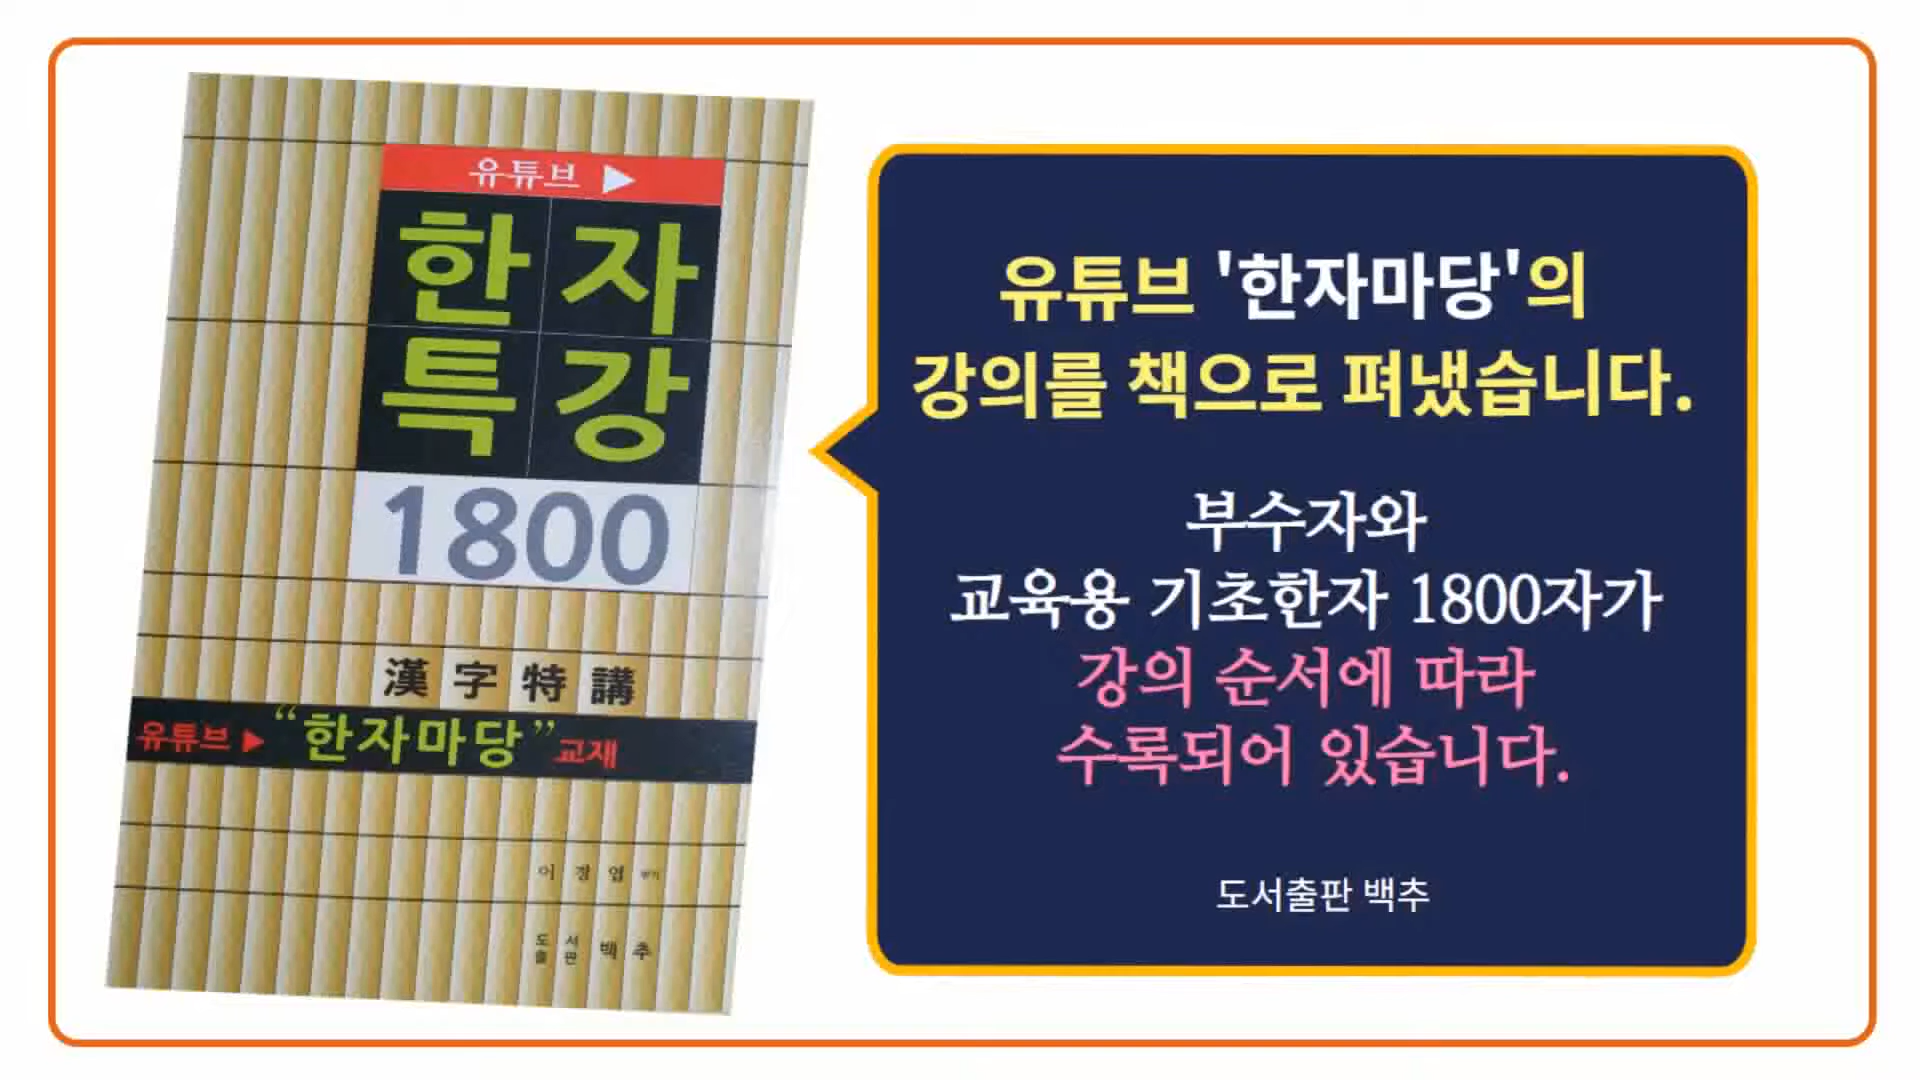 유튜브
한자
특강
1800
漢字特講
유튜브 "한자마당" 교재
이 강 엽
도서출판 백추
유튜브 '한자마당'의
강의를 책으로 펴냈습니다.
부수자와
교육용 기초한자 1800자가
강의 순서에 따라
수록되어 있습니다.
도서출판 백추